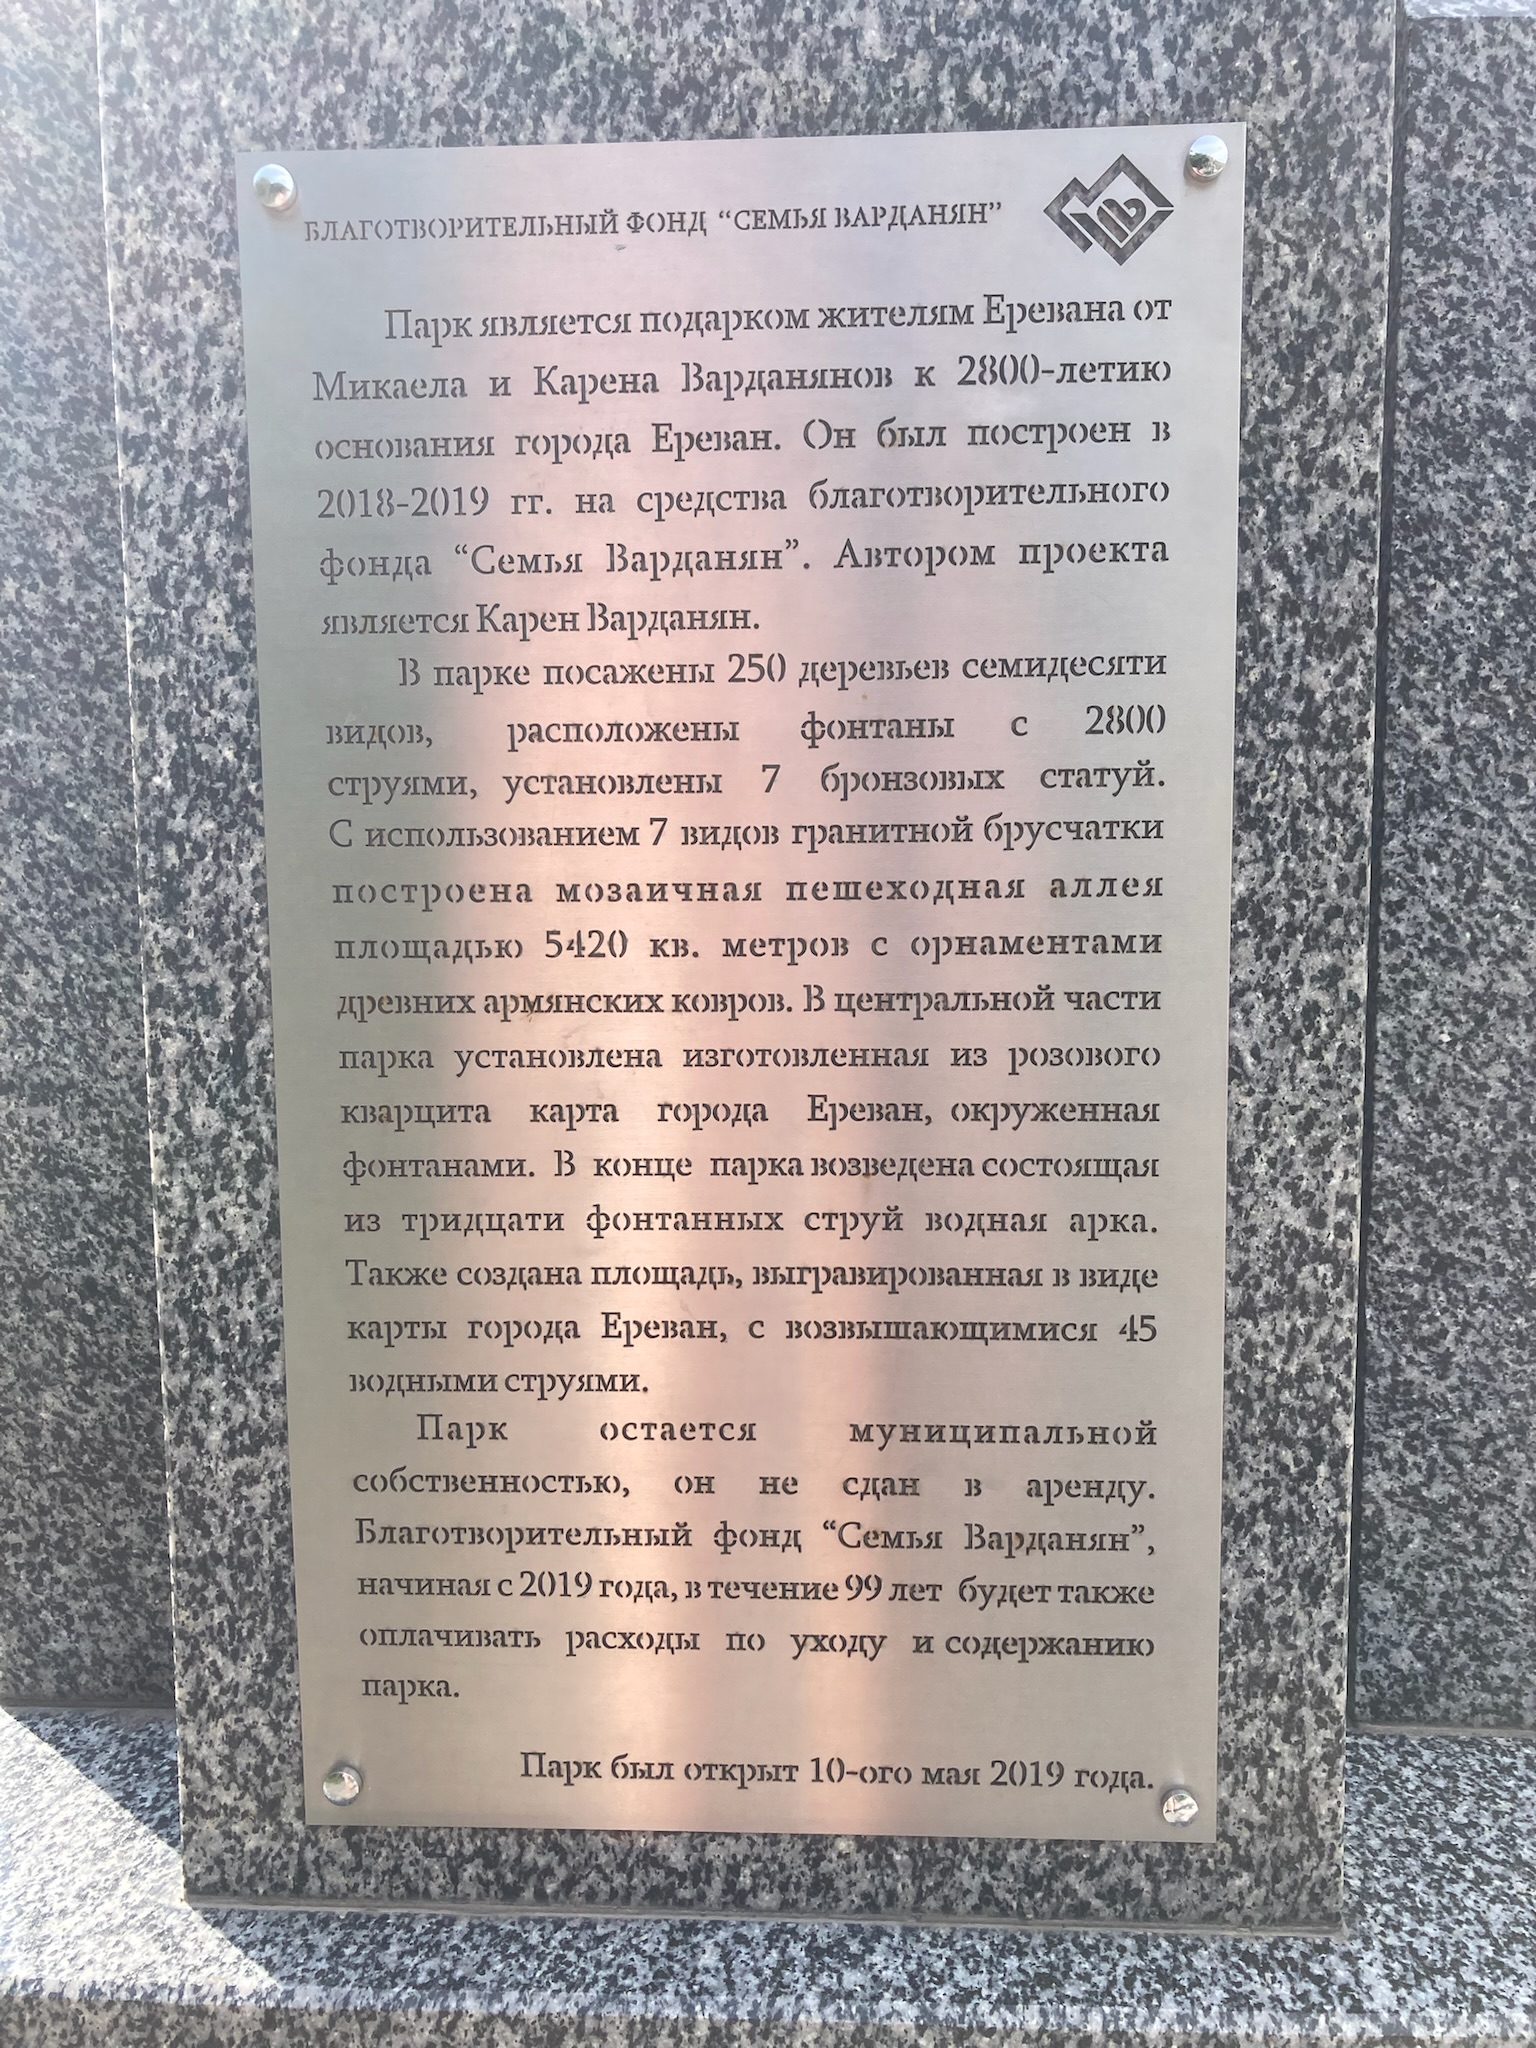 БЛАГОТВОРИТЕЛЬНЫЙ ФОНД “СЕМЬЯ ВАРДАНЯН”
Парк является подарком жителям Еревана от
Микаела и Карена Варданянов к 2800-летию
основания города Ереван. Он был построен в
2018-2019 гг. на средства благотворительного
фонда “Семья Варданян”. Автором проекта
является Карен Варданян.
В парке посажены 250 деревьев семидесяти
видов, расположены фонтаны с 2800
струями, установлены 7 бронзовых статуй.
С использованием 7 видов гранитной брусчатки
построена мозаичная пешеходная аллея
площадью 5420 кв. метров с орнаментами
древних армянских ковров. В центральной части
парка установлена изготовленная из розового
кварцита карта города Ереван, окруженная
фонтанами. В конце парка возведена состоящая
из тридцати фонтанных струй водная арка.
Также создана площадь, выгравированная в виде
карты города Ереван, с возвышающимися 45
водными струями.
Парк остается муниципальной
собственностью, он не сдан в аренду.
Благотворительный фонд “Семья Варданян”,
начиная с 2019 года, в течение 99 лет будет также
оплачивать расходы по уходу и содержанию
парка.
Парк был открыт 10-ого мая 2019 года.